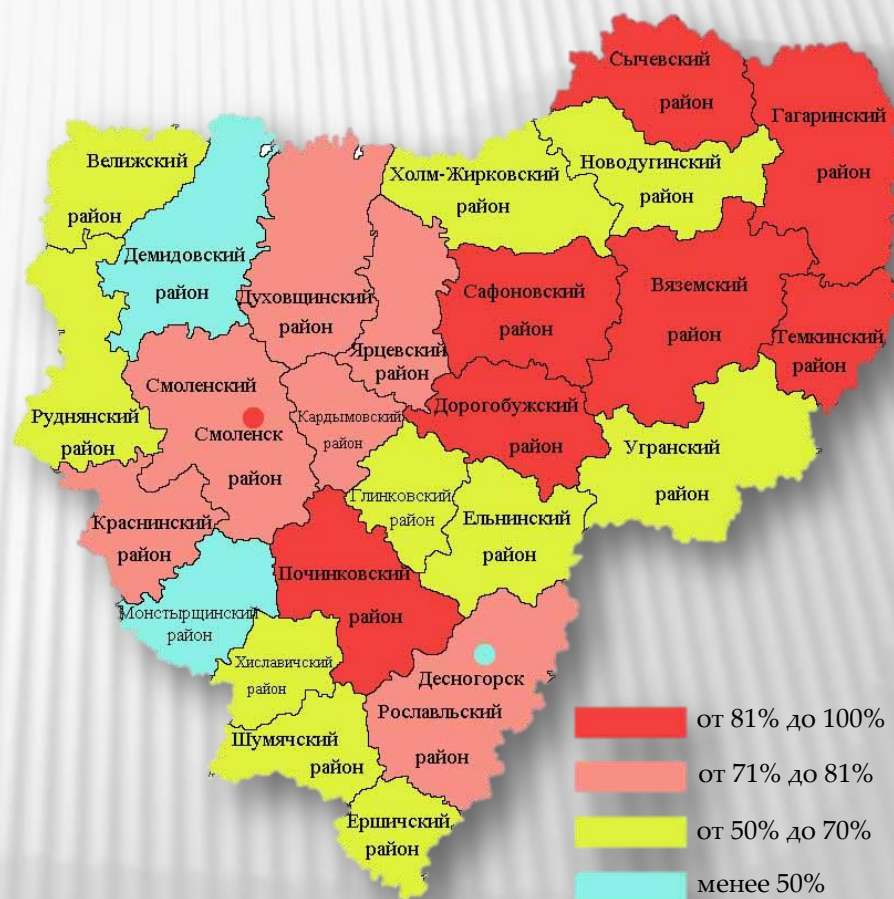 Сычевский
район
Гагаринский
район
Велижский
район
Холм-Жирковский
район
Новодугинский
район
Демидовский
район
Духовщинский
район
Ярцевский
район
Сафоновский
район
Вяземский
район
Темкинский
район
Смоленский
Смоленск
район
Кардымовский
район
Дорогобужский
район
Руднянский
район
Угранский
район
Глинковский
район
Ельнинский
район
Краснинский
район
Починковский
район
Монстырщинский
район
Хиславичский
район
Десногорск
Рославльский
район
Шумячский
район
Ершичский
район
от 81% до 100%
от 71% до 81%
от 50% до 70%
менее 50%